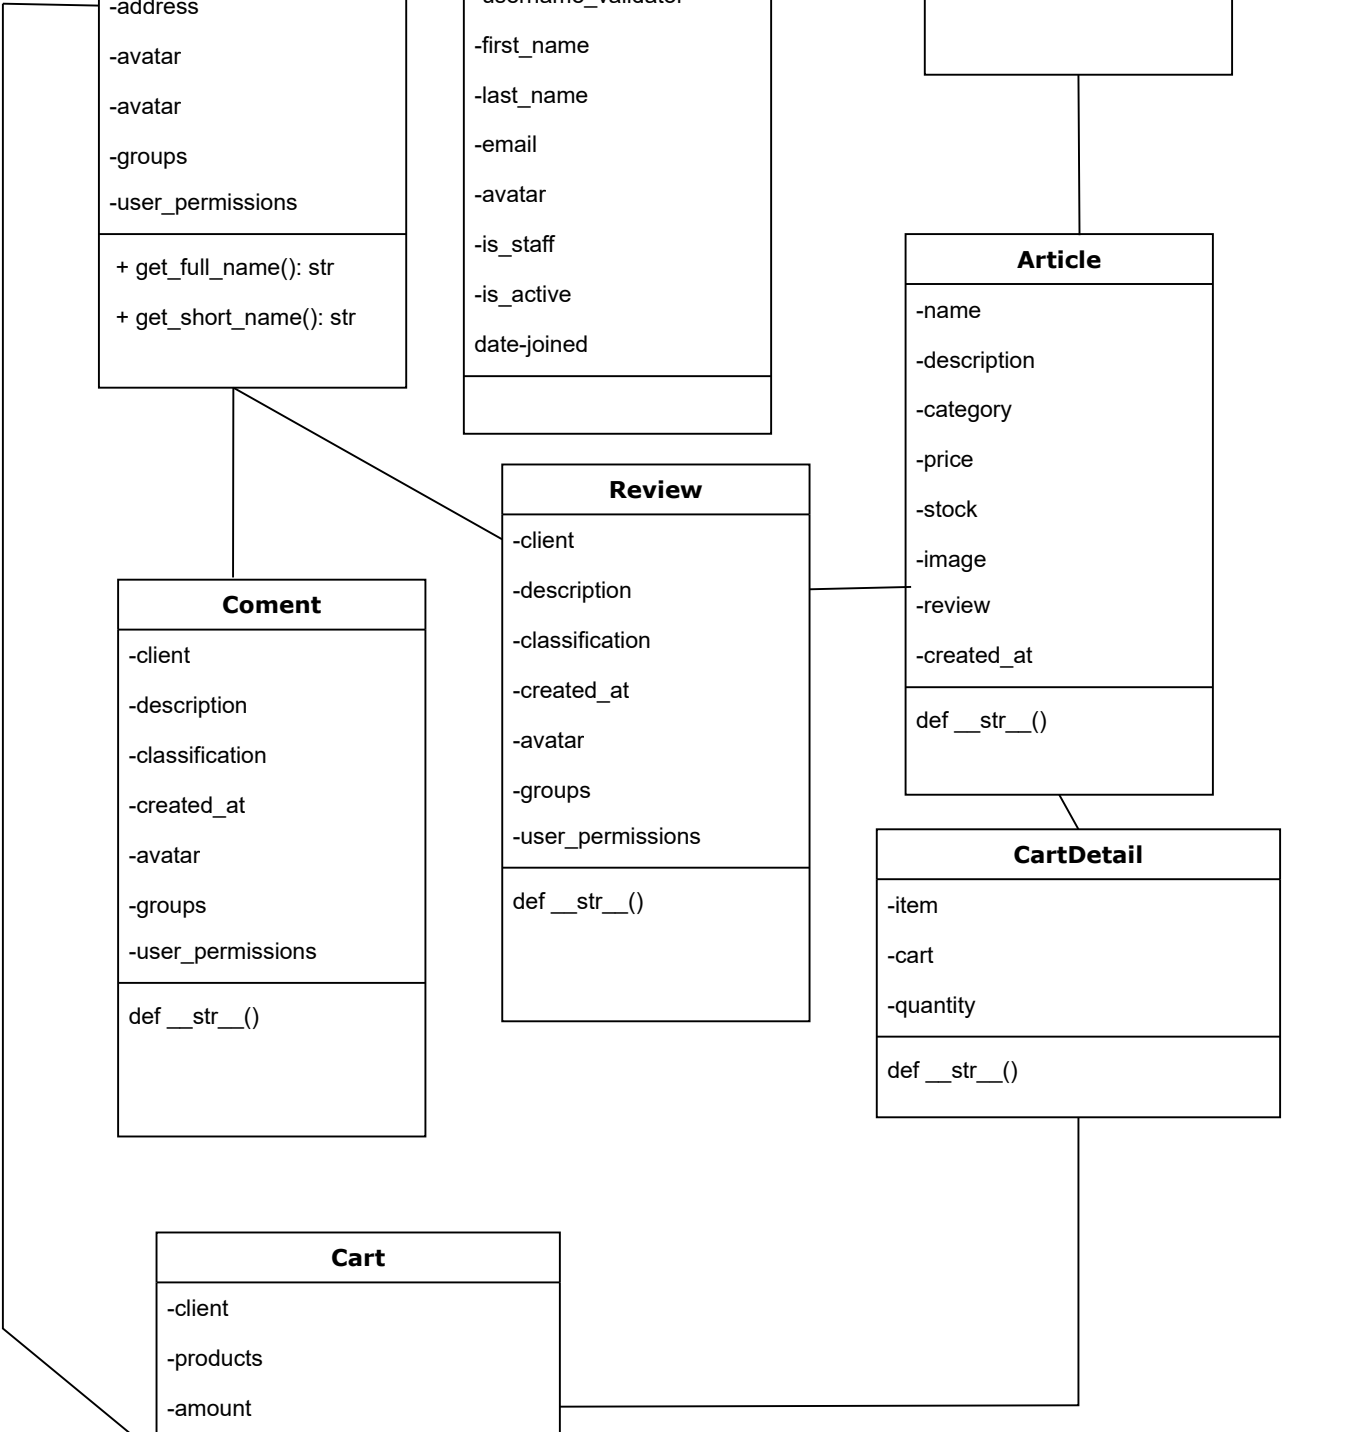 -address
-avatar
-avatar
-groups
-user_permissions
+ get_full_name(): str
+ get_short_name(): str
-first_name
-last_name
-email
-avatar
-is_staff
-is_active
date-joined
Article
-name
-description
-category
-price
-stock
-image
-review
-created_at
def __str__()
Review
-client
-description
-classification
-created_at
-avatar
-groups
-user_permissions
def __str__()
Coment
-client
-description
-classification
-created_at
-avatar
-groups
-user_permissions
def __str__()
CartDetail
-item
-cart
-quantity
def __str__()
Cart
-client
-products
-amount